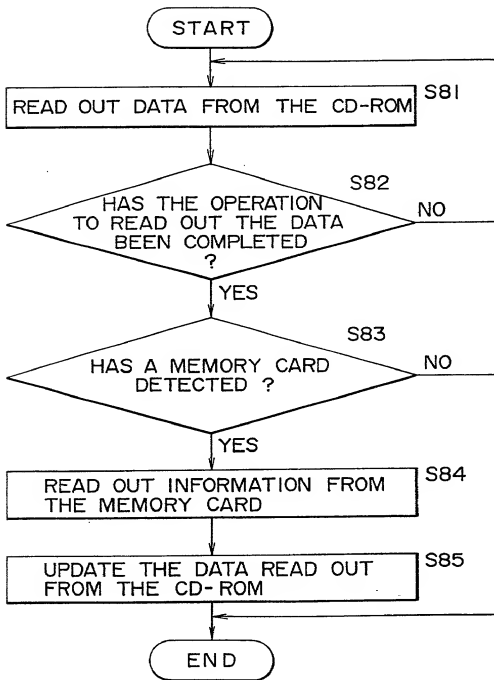 START
READ OUT DATA FROM THE CD-ROM
S81
S82
HAS THE OPERATION
TO READ OUT THE DATA
BEEN COMPLETED
?
NO
YES
S83
HAS A MEMORY CARD
DETECTED ?
NO
YES
S84
READ OUT INFORMATION FROM
THE MEMORY CARD
S85
UPDATE THE DATA READ OUT
FROM THE CD-ROM
END